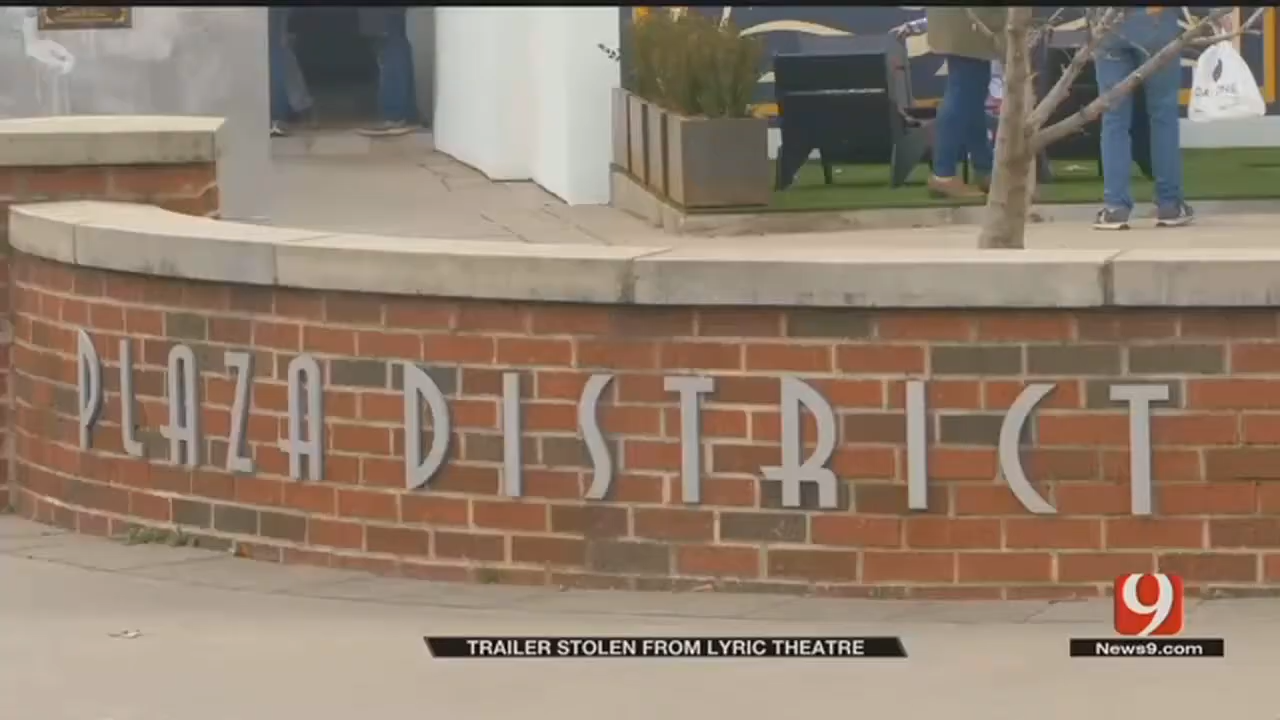 PLAZA DISTRICT
TRAILER STOLEN FROM LYRIC THEATRE
9
News9.com